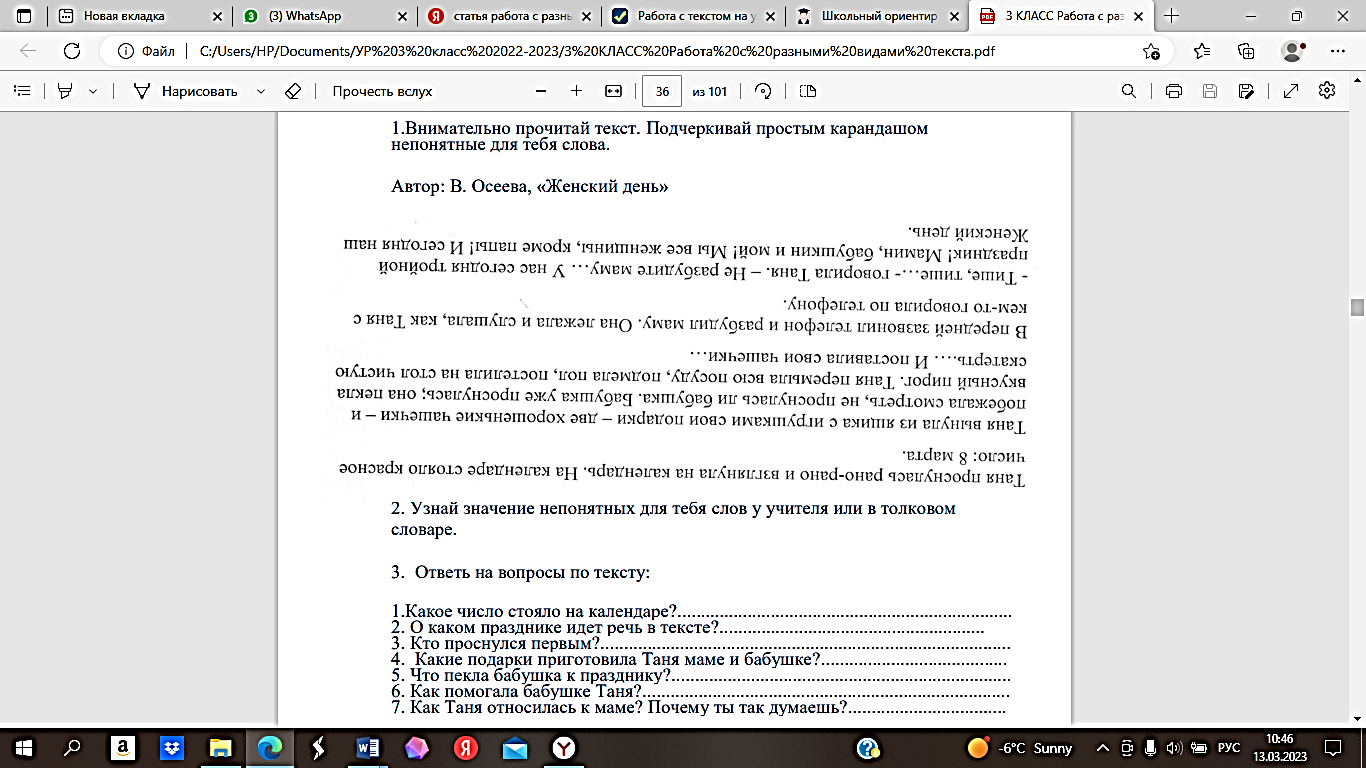 Новая вкладка
(3) WhatsApp
статья работа с разны
Работа с текстом на у
Школьный ориентир
3 КЛАСС Работа с раз
Файл
C:/Users/HP/Documents/УР%203%20класс%202022-2023/3%20КЛАСС%20Работа%20с%20разными%20видами%20текста.pdf
Нарисовать
Прочесть вслух
36 из 101
1.Внимательно прочитай текст. Подчеркивай простым карандашом
непонятные для тебя слова.
Автор: В. Осеева, «Женский день»
Таня проснулась рано-рано и взглянула на календарь. На календаре стояло красное
число: 8 марта.
Таня вынула из ящика с игрушками свои подарки – две хорошенькие чашечки – и
побежала смотреть, не проснулась ли бабушка. Бабушка уже проснулась; она пекла
вкусный пирог. Таня перемыла всю посуду, подмела пол, постелила на стол чистую
скатерть.… И поставила свои чашечки…
В передней зазвонил телефон и разбудил маму. Она лежала и слушала, как Таня с
кем-то говорила по телефону.
- Тише, тише…- говорила Таня. – Не разбудите маму… У нас сегодня тройной
праздник! Мамин, бабушкин и мой! Мы все женщины, кроме папы! И сегодня наш
Женский день.
2. Узнай значение непонятных для тебя слов у учителя или в толковом
словаре.
3. Ответь на вопросы по тексту:
1.Какое число стояло на календаре?......................................................................
2. О каком празднике идет речь в тексте?........................................................
3. Кто проснулся первым?.......................................................................................
4. Какие подарки приготовила Таня маме и бабушке?.......................................
5. Что пекла бабушка к празднику?........................................................................
6. Как помогала бабушке Таня?..............................................................................
7. Как Таня относилась к маме? Почему ты так думаешь?.................................
-6°C Sunny
РУС
10:46
13.03.2023